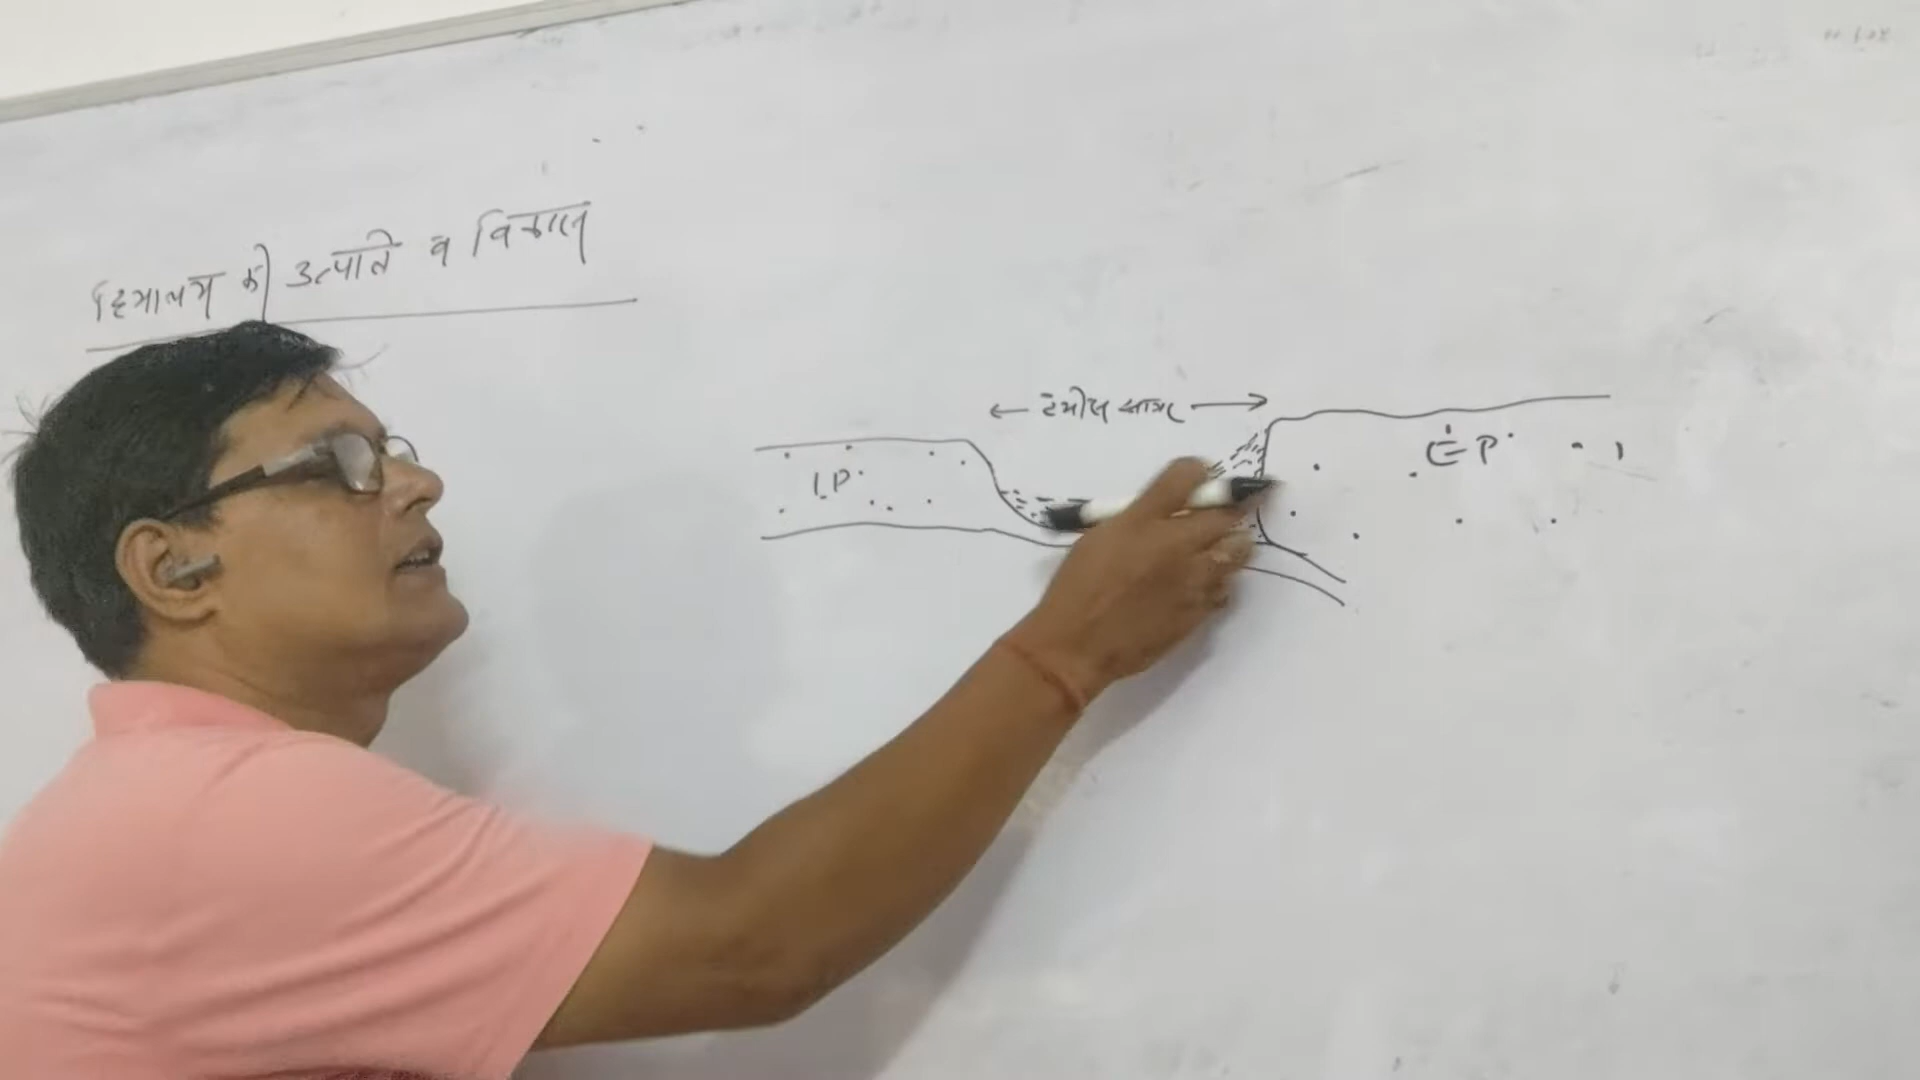 हिमालय की उत्पति व विकास
टेथीस सागर
I.P.
E.P.